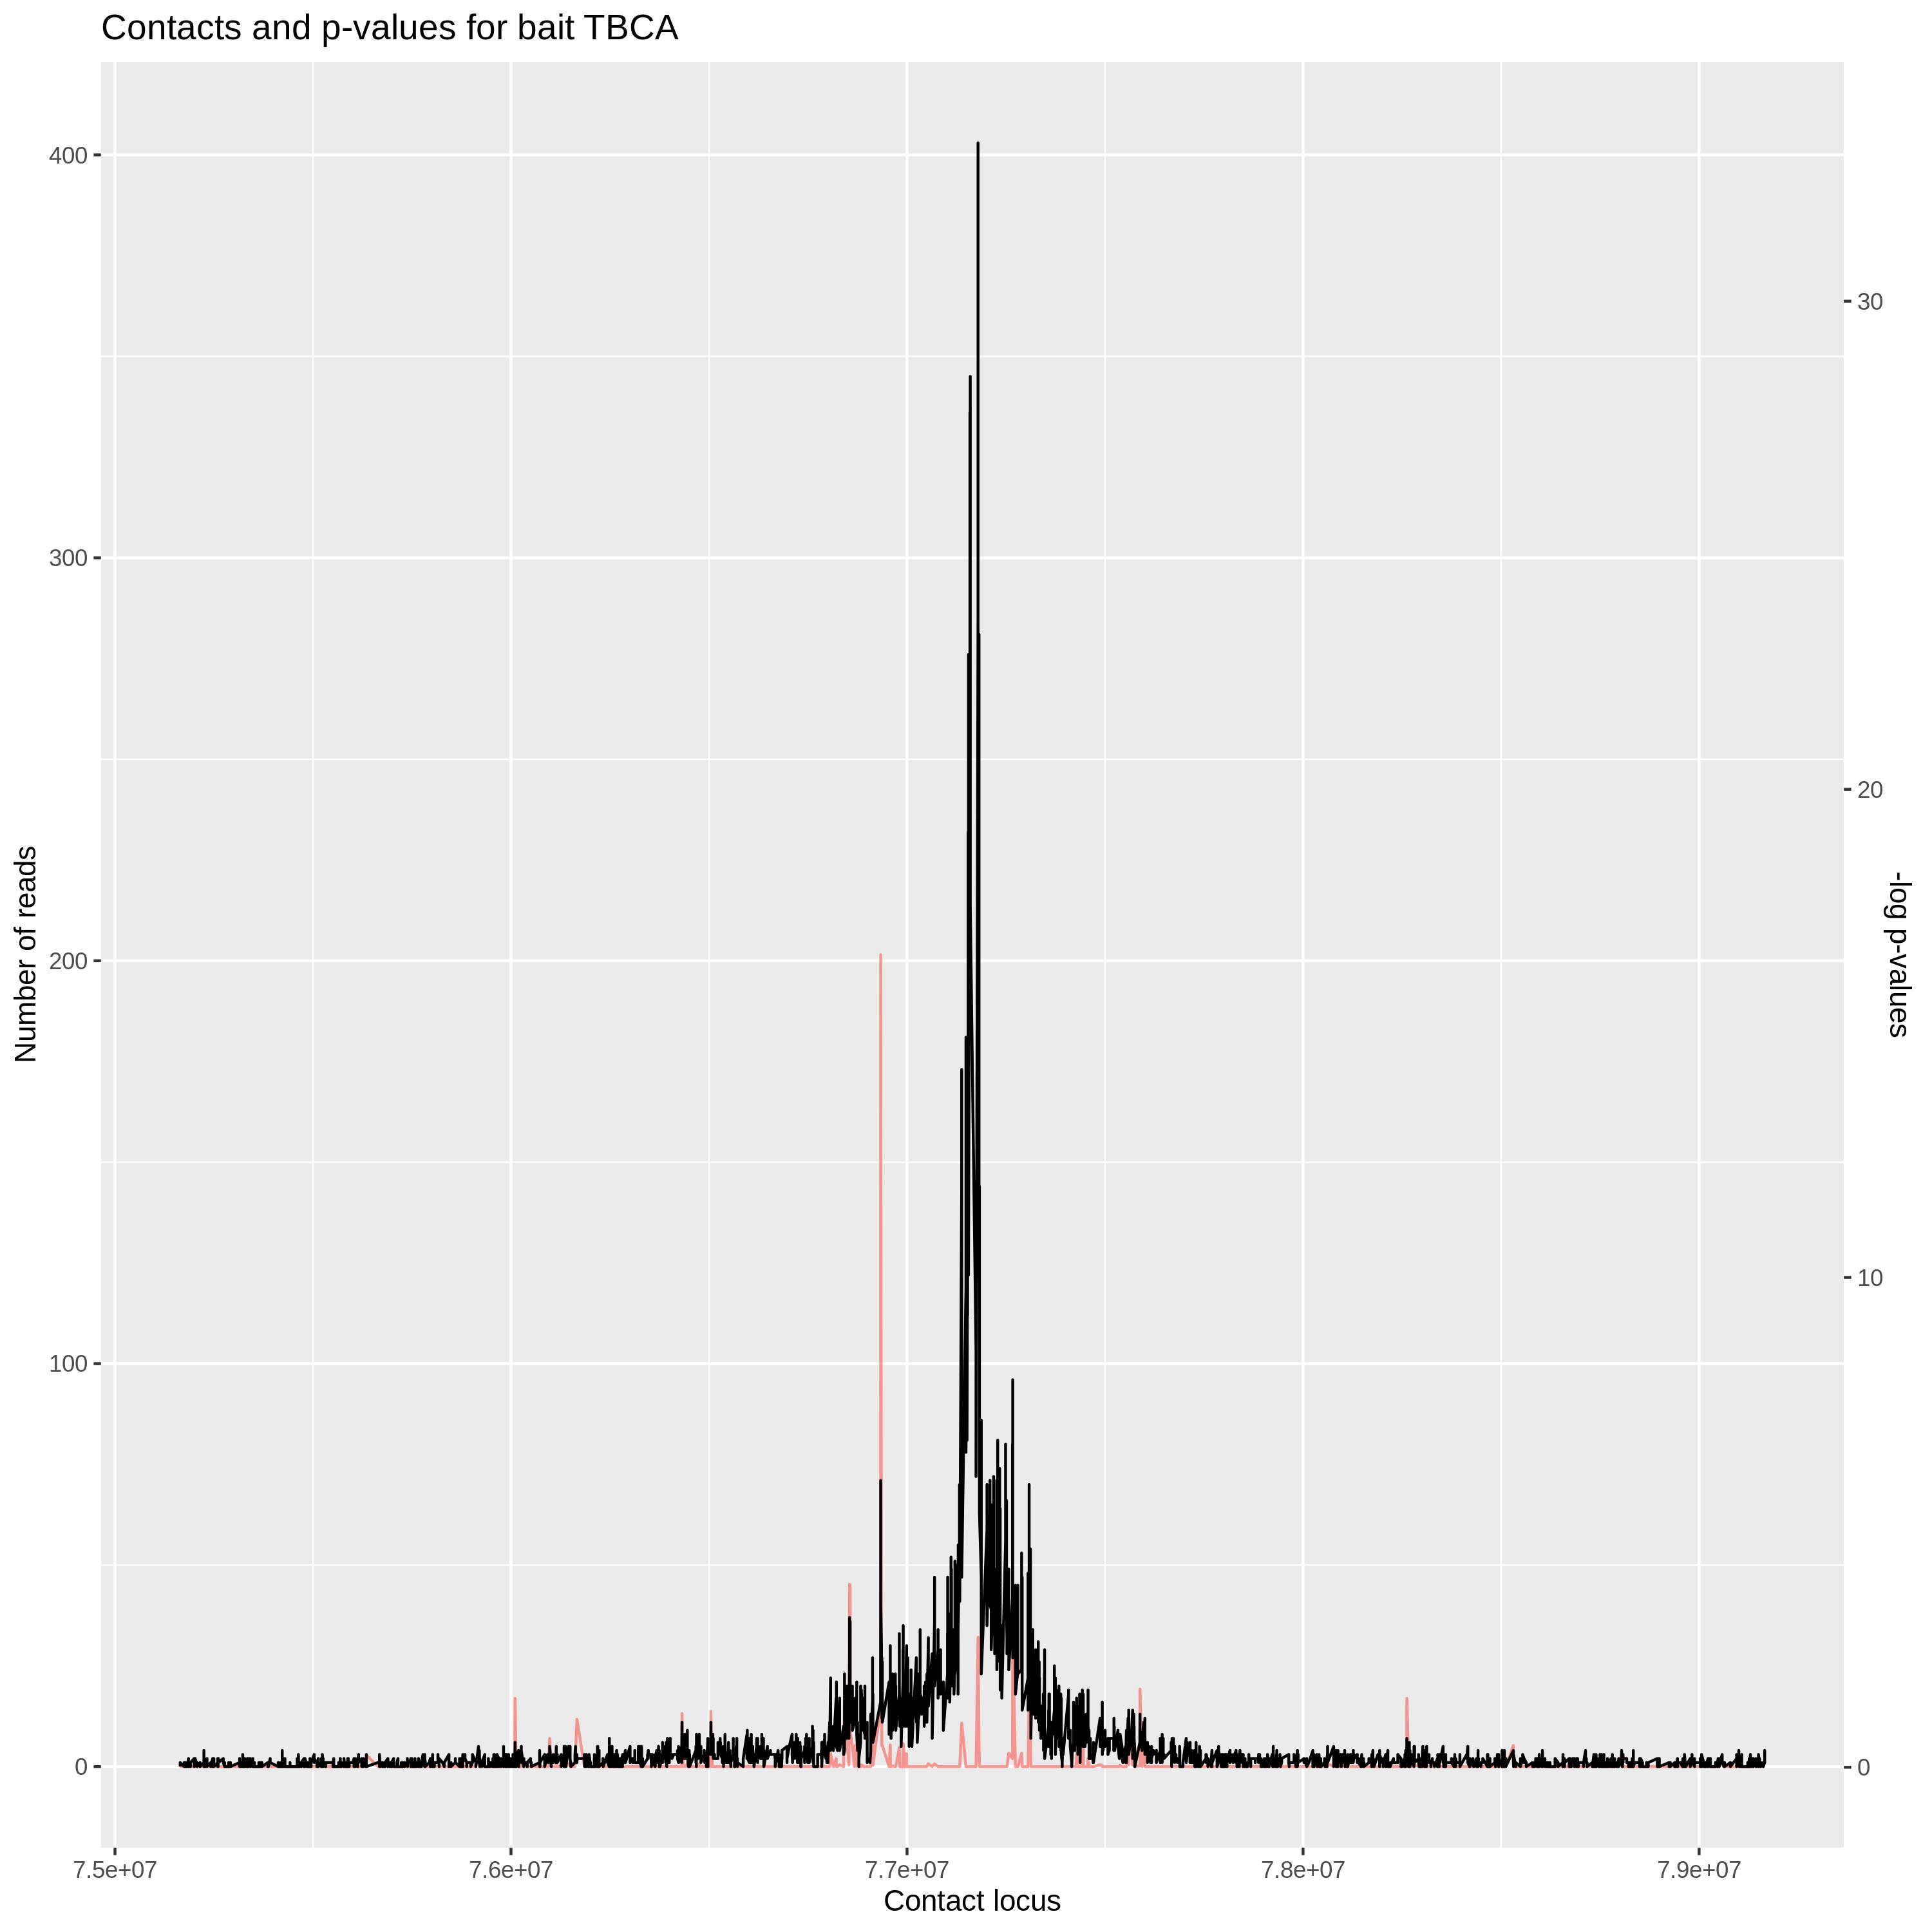 Contacts and p-values for bait TBCA
400
300
200
100
0
Number of reads
30
20
10
0
-log p-values
7.5e+07
7.6e+07
7.7e+07
7.8e+07
7.9e+07
Contact locus